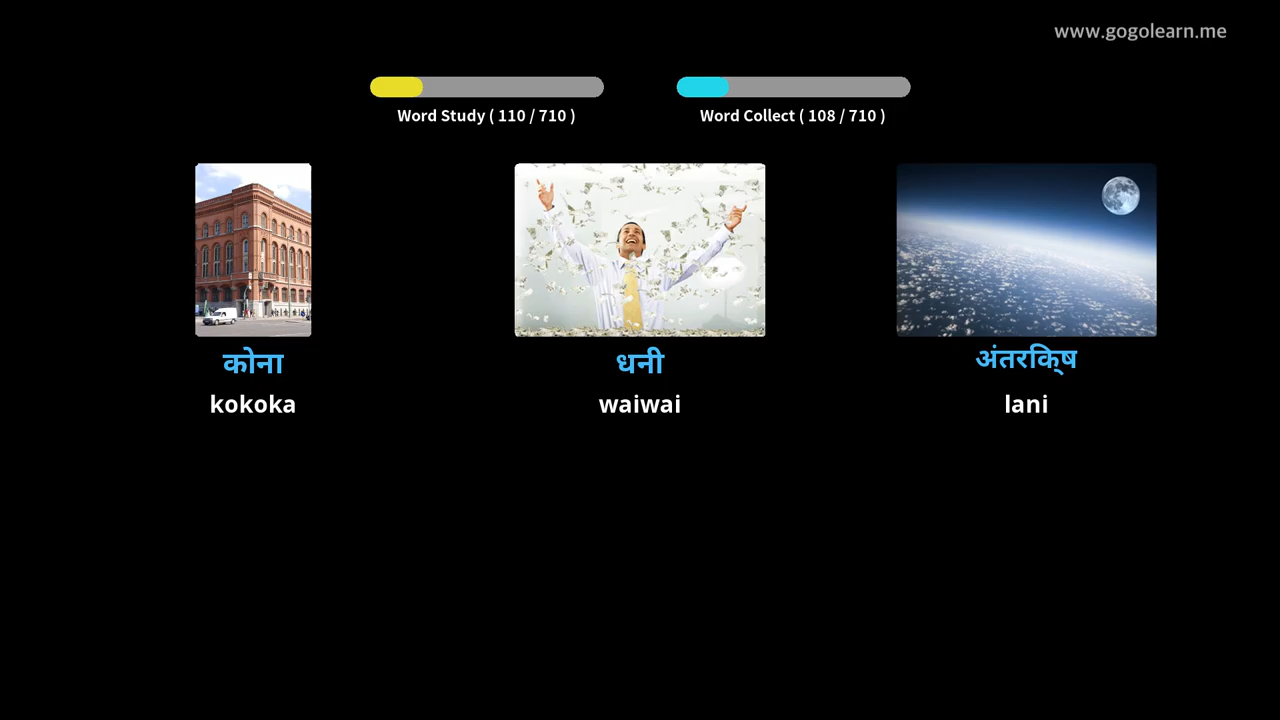 www.gogolearn.me
Word Study ( 110 / 710 )
Word Collect ( 108 / 710 )
कोना
धनी
अंतरक्षि
kokoka
waiwai
lani